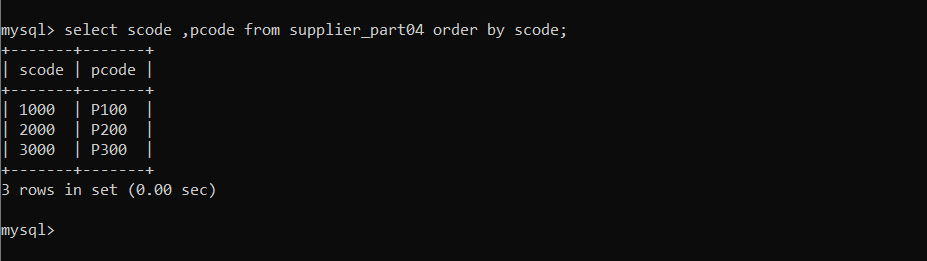 mysql> select scode ,pcode from supplier_part04 order by scode;
+-------+-------+
| scode | pcode |
+-------+-------+
| 1000  | P100  |
| 2000  | P200  |
| 3000  | P300  |
+-------+-------+
3 rows in set (0.00 sec)
mysql>